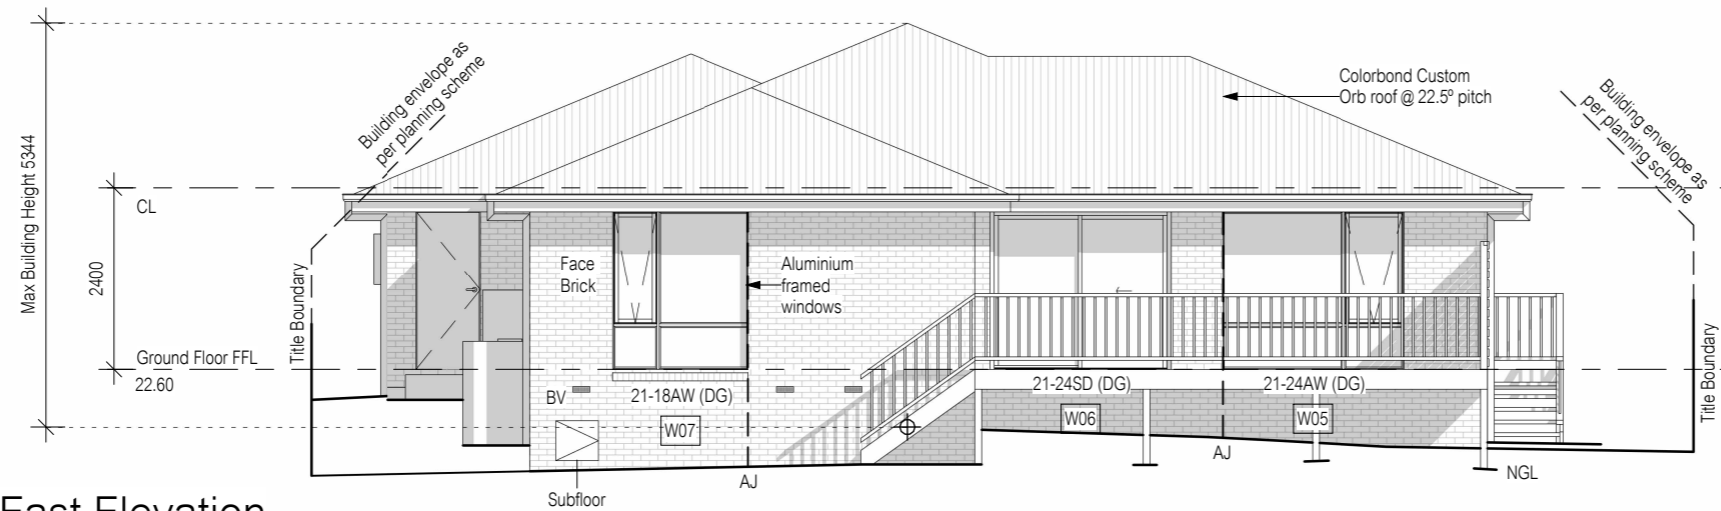 Max Building Height 5344
2400
CL
Ground Floor FFL
22.60
Title Boundary
Building envelope as
per planning scheme
Colorbond Custom
Orb roof @ 22.5º pitch
Building envelope as
per planning scheme
Title Boundary
Face
Brick
Aluminium
framed
windows
BV
21-18AW (DG)
W07
21-24SD (DG)
W06
21-24AW (DG)
W05
AJ
AJ
NGL
Subfloor
East Elevation